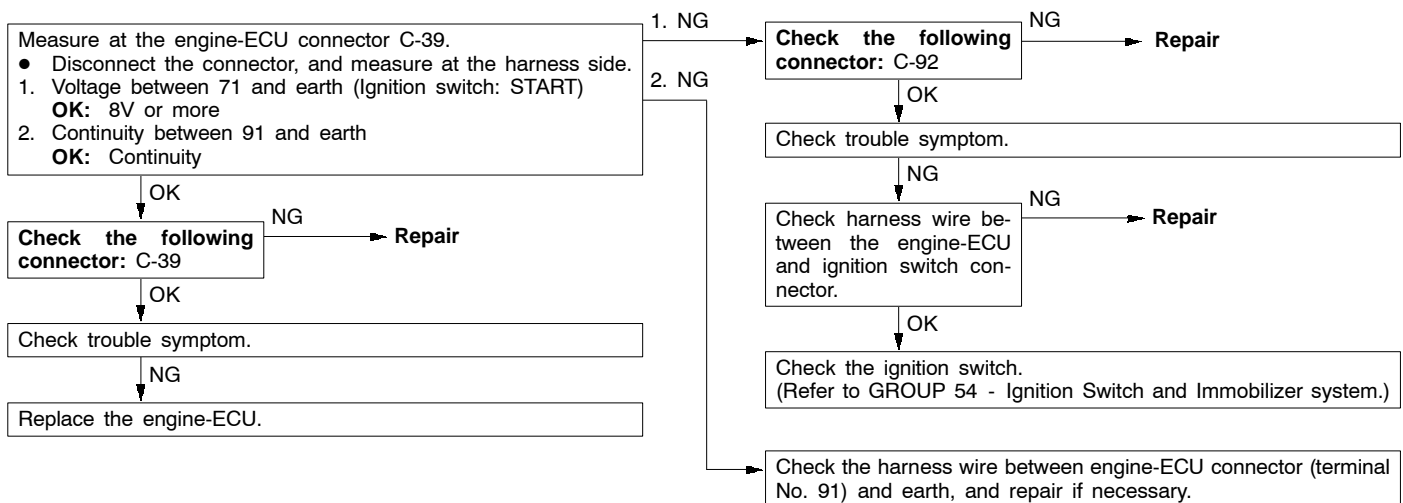 Measure at the engine-ECU connector C-39.
● Disconnect the connector, and measure at the harness side.
1. Voltage between 71 and earth (Ignition switch: START)
OK: 8V or more
2. Continuity between 91 and earth
OK: Continuity
OK
Check the following
connector: C-39
NG
Repair
OK
Check trouble symptom.
NG
Replace the engine-ECU.
1. NG
2. NG
Check the following
connector: C-92
NG
Repair
OK
Check trouble symptom.
NG
Check harness wire be-
tween the engine-ECU
and ignition switch con-
nector.
NG
Repair
OK
Check the ignition switch.
(Refer to GROUP 54 - Ignition Switch and Immobilizer system.)
Check the harness wire between engine-ECU connector (terminal
No. 91) and earth, and repair if necessary.